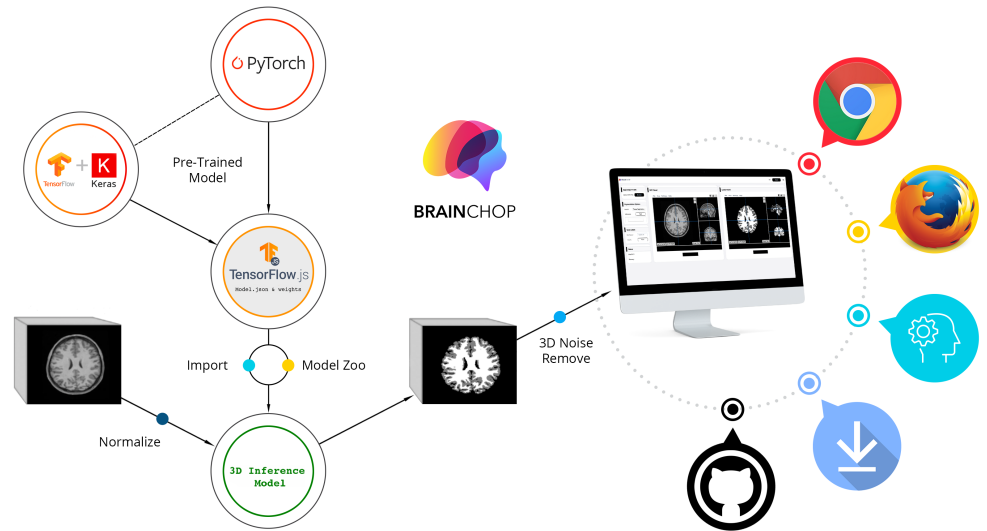 PyTorch
TensorFlow
+
K
Keras
Pre-Trained
Model
BRAINCHOP
JS
TensorFlow.js
Model.json & weights
Import
Model Zoo
3D Noise
Remove
Normalize
3D Inference
Model